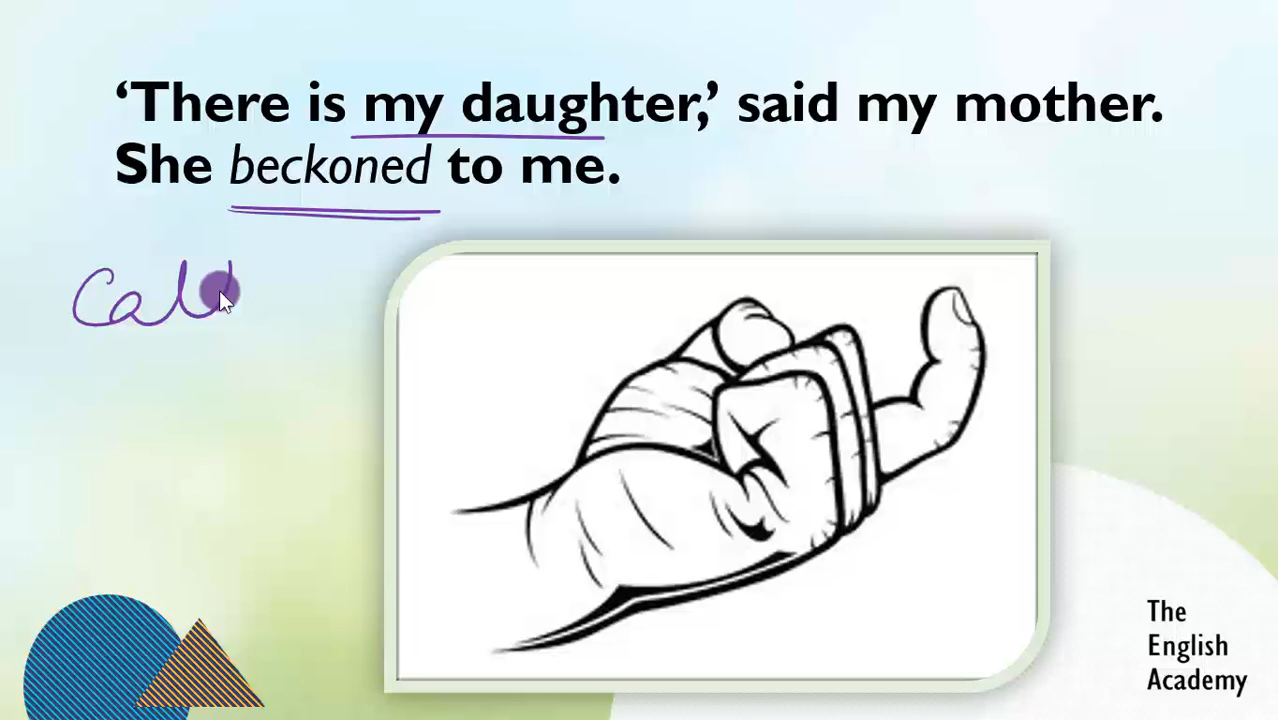 ‘There is my daughter,’ said my mother.
She beckoned to me.
Call
The
English
Academy